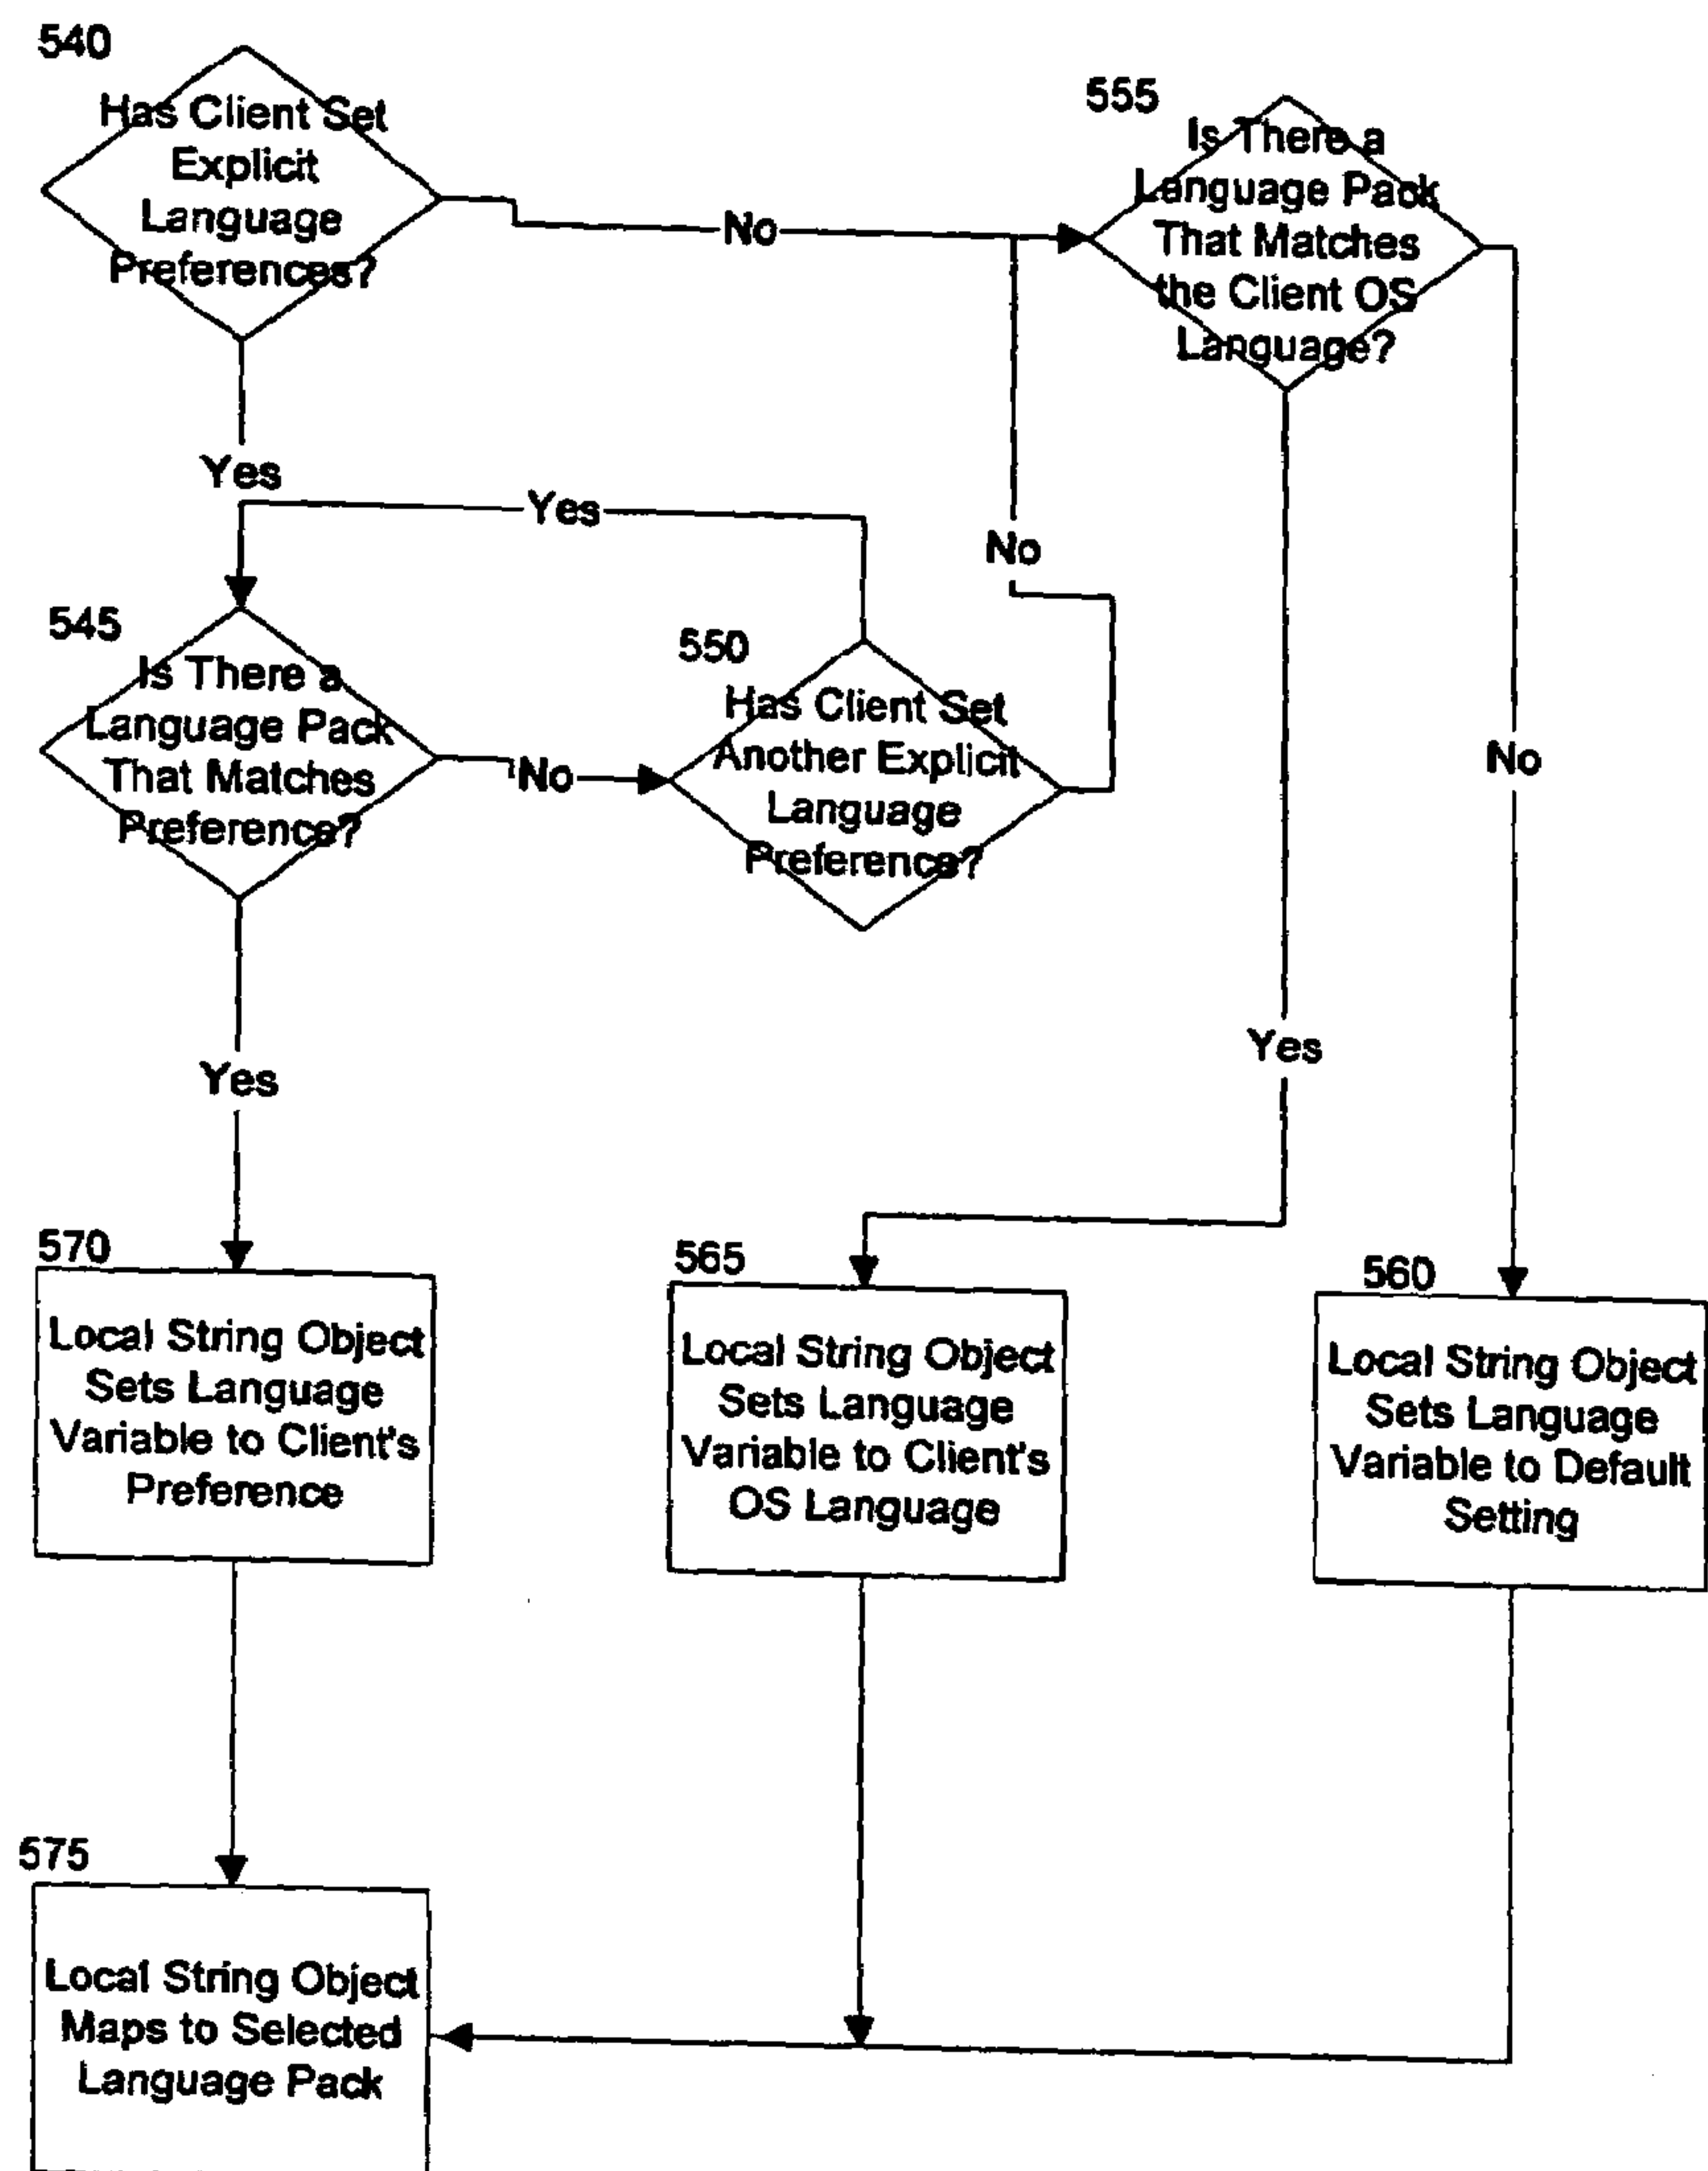 540
Has Client Set
Explicit
Language
Preferences?
No
555
Is There a
Language Pack
That Matches
the Client OS
Language?
Yes
Yes
No
545
Is There a
Language Pack
That Matches
Preference?
No
550
Has Client Set
Another Explicit
Language
Preference?
No
Yes
Yes
570
Local String Object
Sets Language
Variable to Client's
Preference
565
Local String Object
Sets Language
Variable to Client's
OS Language
560
Local String Object
Sets Language
Variable to Default
Setting
575
Local String Object
Maps to Selected
Language Pack